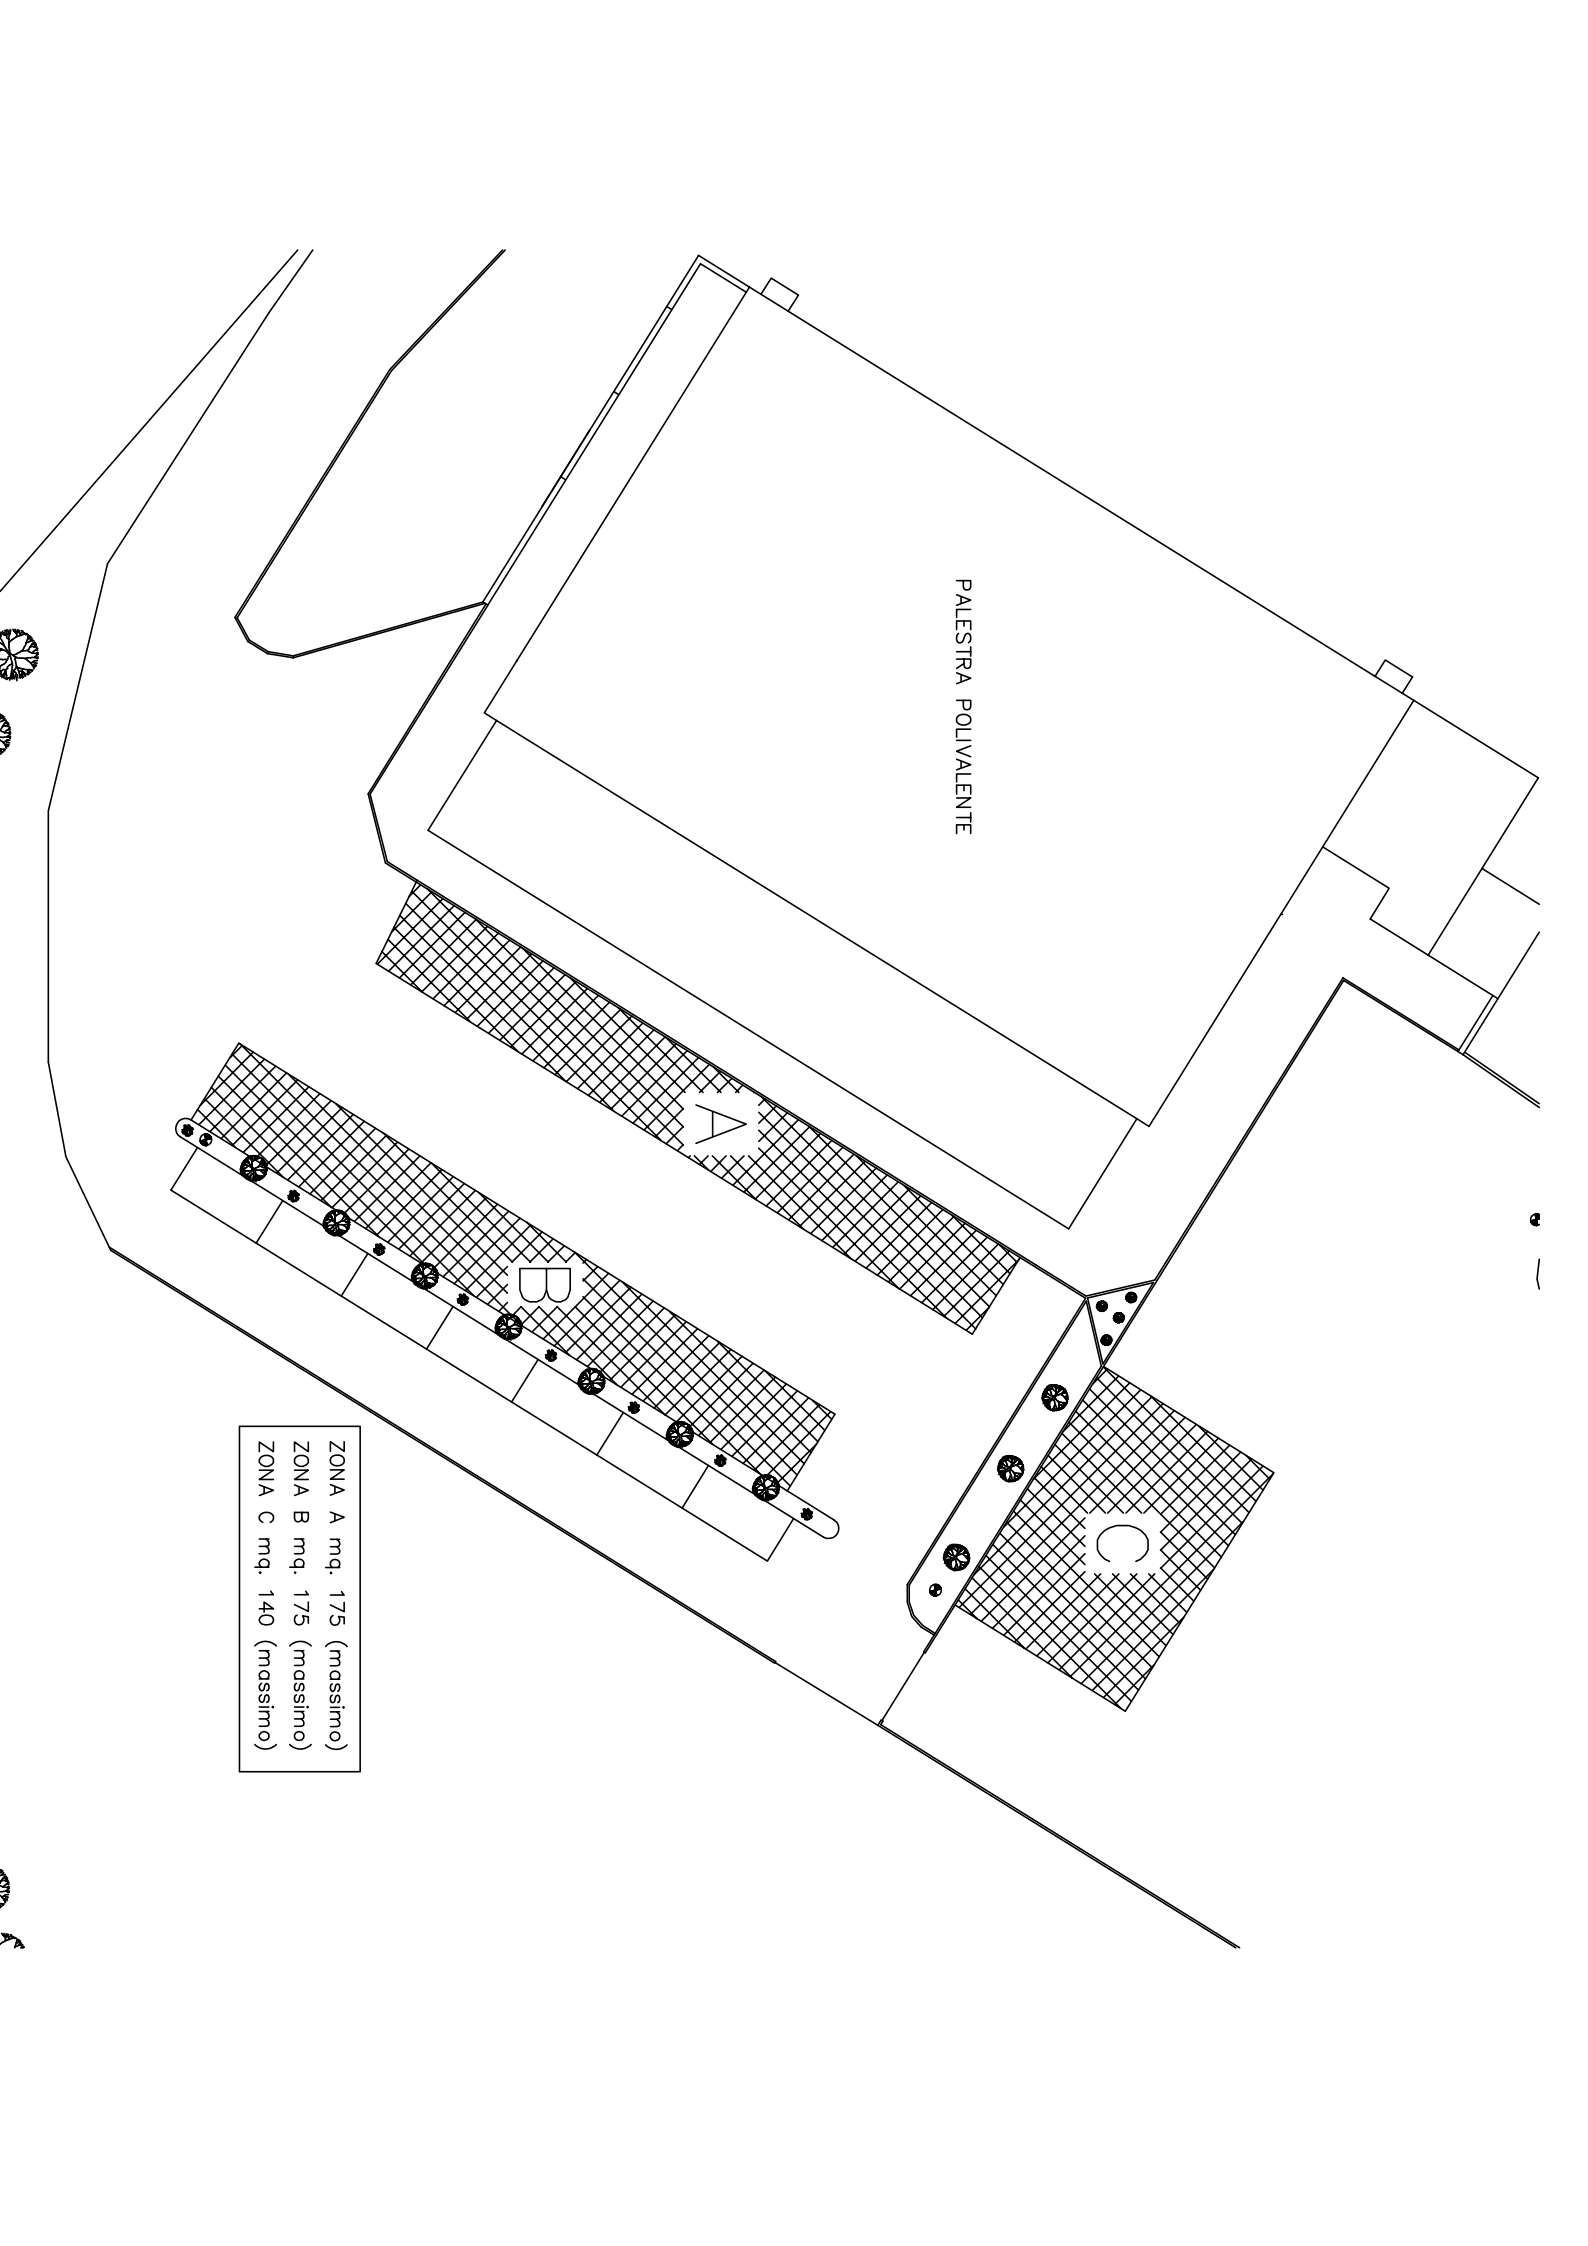 PALESTRA POLIVALENTE
A
B
C
ZONA A mq. 175 (massimo)
ZONA B mq. 175 (massimo)
ZONA C mq. 140 (massimo)